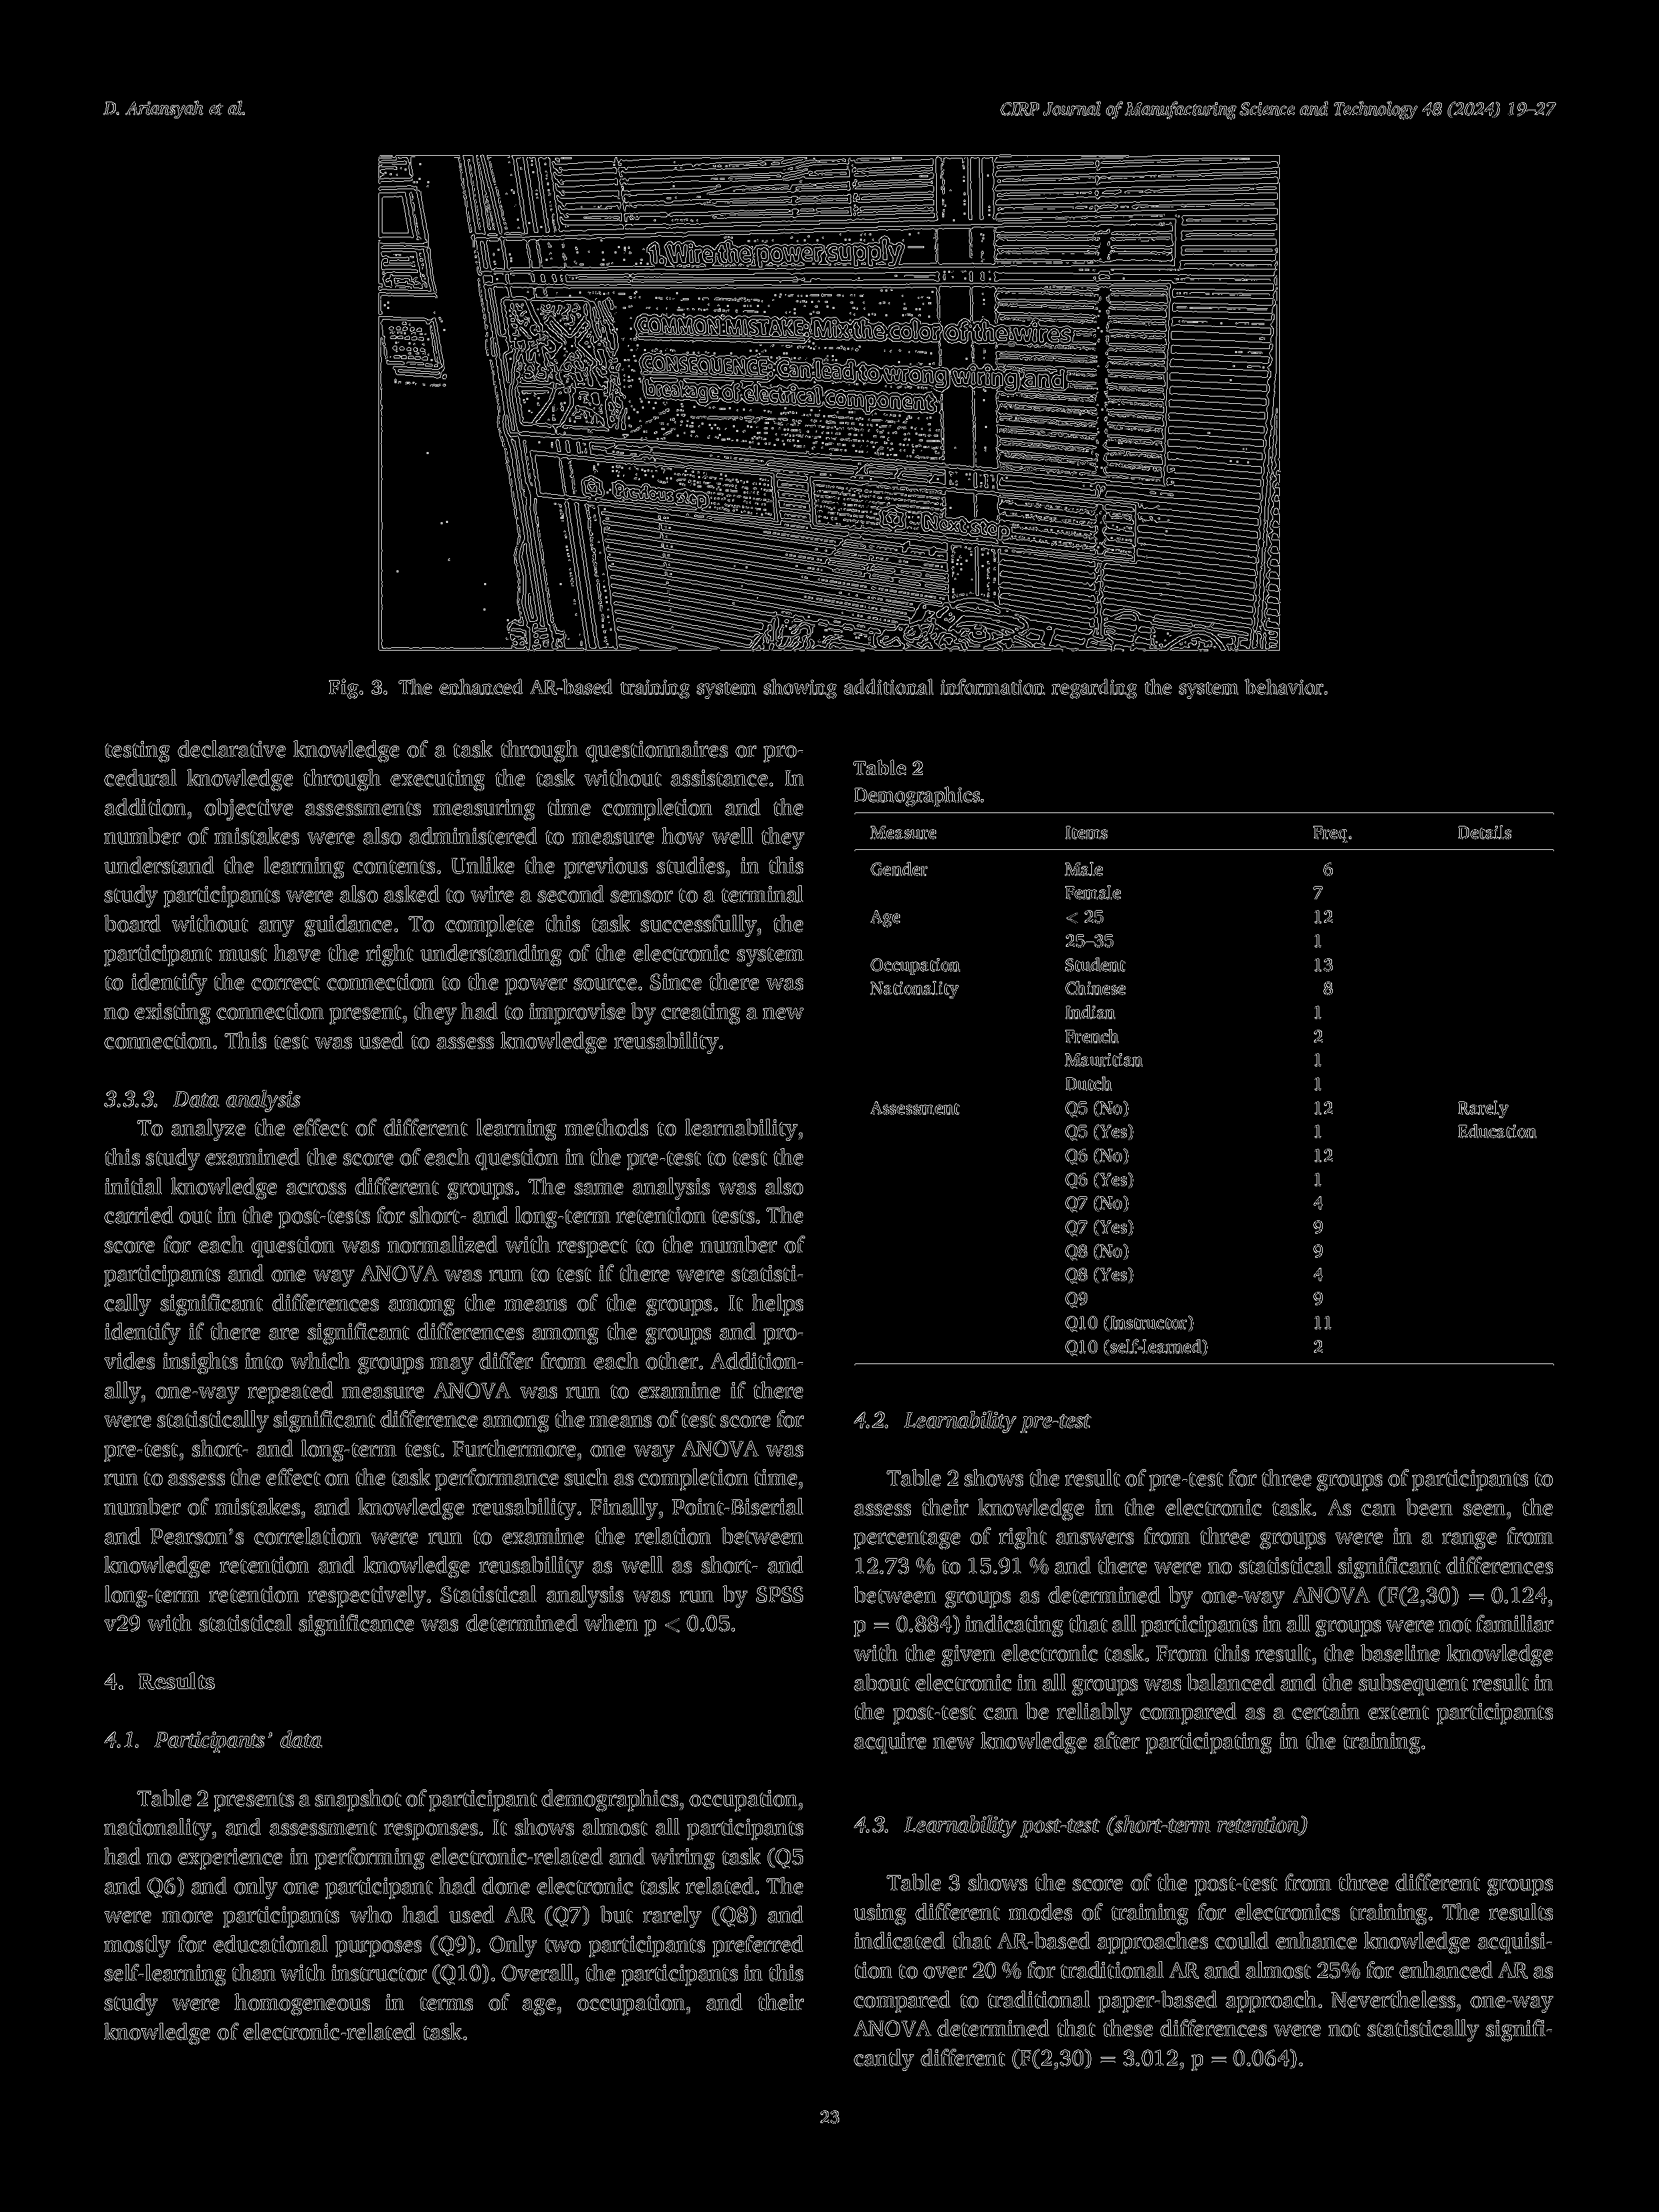 D. Ariansyah et al.
CIRP Journal of Manufacturing Science and Technology 48 (2024) 19–27
1. Wire the power supply
COMMON MISTAKE: Mix the color of the wires
CONSEQUENCE: Can lead to wrong wiring and
breakage of electrical component
Previous step
Next step
Fig. 3. The enhanced AR-based training system showing additional information regarding the system behavior.
testing declarative knowledge of a task through questionnaires or pro-
cedural knowledge through executing the task without assistance. In
addition, objective assessments measuring time completion and the
number of mistakes were also administered to measure how well they
understand the learning contents. Unlike the previous studies, in this
study participants were also asked to wire a second sensor to a terminal
board without any guidance. To complete this task successfully, the
participant must have the right understanding of the electronic system
to identify the correct connection to the power source. Since there was
no existing connection present, they had to improvise by creating a new
connection. This test was used to assess knowledge reusability.
3.3.3. Data analysis
To analyze the effect of different learning methods to learnability,
this study examined the score of each question in the pre-test to test the
initial knowledge across different groups. The same analysis was also
carried out in the post-tests for short- and long-term retention tests. The
score for each question was normalized with respect to the number of
participants and one way ANOVA was run to test if there were statisti-
cally significant differences among the means of the groups. It helps
identify if there are significant differences among the groups and pro-
vides insights into which groups may differ from each other. Addition-
ally, one-way repeated measure ANOVA was run to examine if there
were statistically significant difference among the means of test score for
pre-test, short- and long-term test. Furthermore, one way ANOVA was
run to assess the effect on the task performance such as completion time,
number of mistakes, and knowledge reusability. Finally, Point-Biserial
and Pearson's correlation were run to examine the relation between
knowledge retention and knowledge reusability as well as short- and
long-term retention respectively. Statistical analysis was run by SPSS
v29 with statistical significance was determined when p < 0.05.
4. Results
4.1. Participants' data
Table 2 presents a snapshot of participant demographics, occupation,
nationality, and assessment responses. It shows almost all participants
had no experience in performing electronic-related and wiring task (Q5
and Q6) and only one participant had done electronic task related. The
were more participants who had used AR (Q7) but rarely (Q8) and
mostly for educational purposes (Q9). Only two participants preferred
self-learning than with instructor (Q10). Overall, the participants in this
study were homogeneous in terms of age, occupation, and their
knowledge of electronic-related task.
Table 2
Demographics.
Measure Items Freq. Details
Gender Male 6
Female 7
Age < 25 12
25–35 1
Occupation Student 13
Nationality Chinese 8
Indian 1
French 2
Mauritian 1
Dutch 1
Assessment Q5 (No) 12 Rarely
Q5 (Yes) 1 Education
Q6 (No) 12
Q6 (Yes) 1
Q7 (No) 4
Q7 (Yes) 9
Q8 (No) 9
Q8 (Yes) 4
Q9 9
Q10 (Instructor) 11
Q10 (self-learned) 2
4.2. Learnability pre-test
Table 2 shows the result of pre-test for three groups of participants to
assess their knowledge in the electronic task. As can been seen, the
percentage of right answers from three groups were in a range from
12.73 % to 15.91 % and there were no statistical significant differences
between groups as determined by one-way ANOVA (F(2,30) = 0.124,
p = 0.884) indicating that all participants in all groups were not familiar
with the given electronic task. From this result, the baseline knowledge
about electronic in all groups was balanced and the subsequent result in
the post-test can be reliably compared as a certain extent participants
acquire new knowledge after participating in the training.
4.3. Learnability post-test (short-term retention)
Table 3 shows the score of the post-test from three different groups
using different modes of training for electronics training. The results
indicated that AR-based approaches could enhance knowledge acquisi-
tion to over 20 % for traditional AR and almost 25% for enhanced AR as
compared to traditional paper-based approach. Nevertheless, one-way
ANOVA determined that these differences were not statistically signifi-
cantly different (F(2,30) = 3.012, p = 0.064).
23